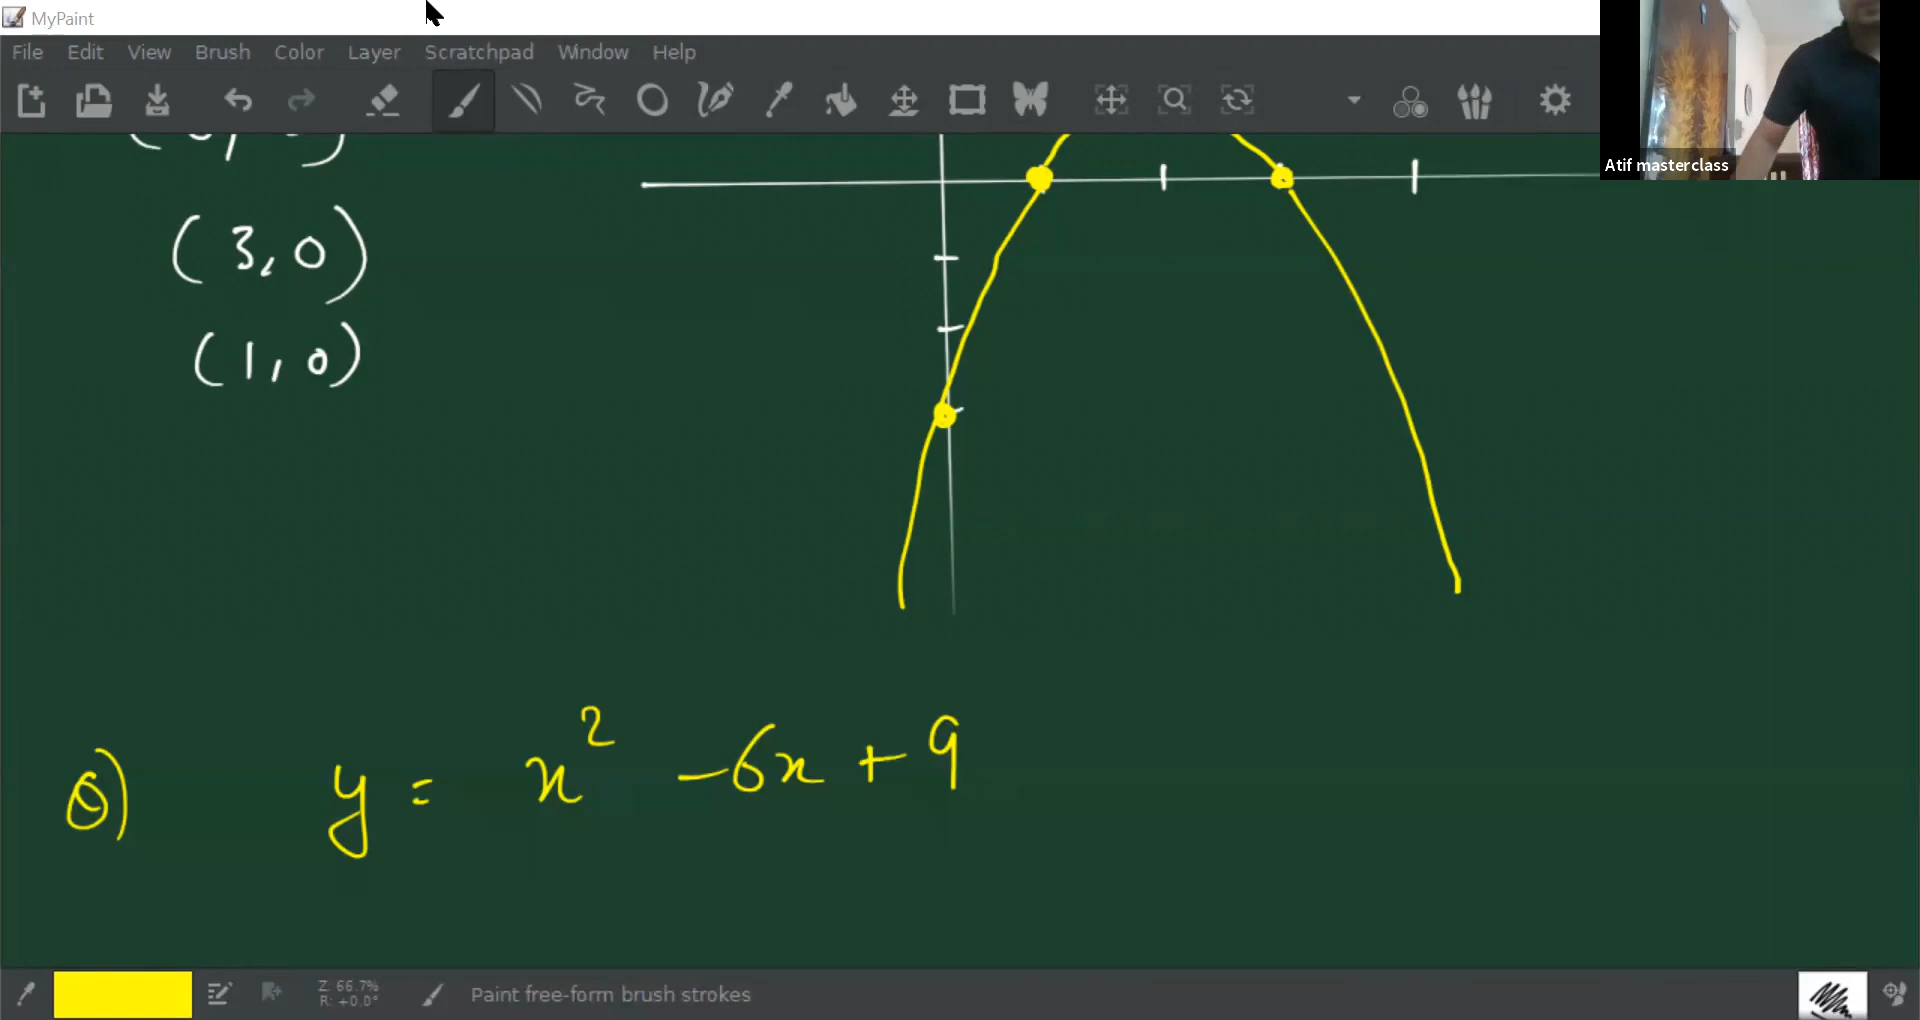 MyPaint
File Edit View Brush Color Layer Scratchpad Window Help
Atif masterclass
(3,0)
(1,0)
Q) y = x² -6x + 9
Z: 66.7%
R: +0.0°
Paint free-form brush strokes